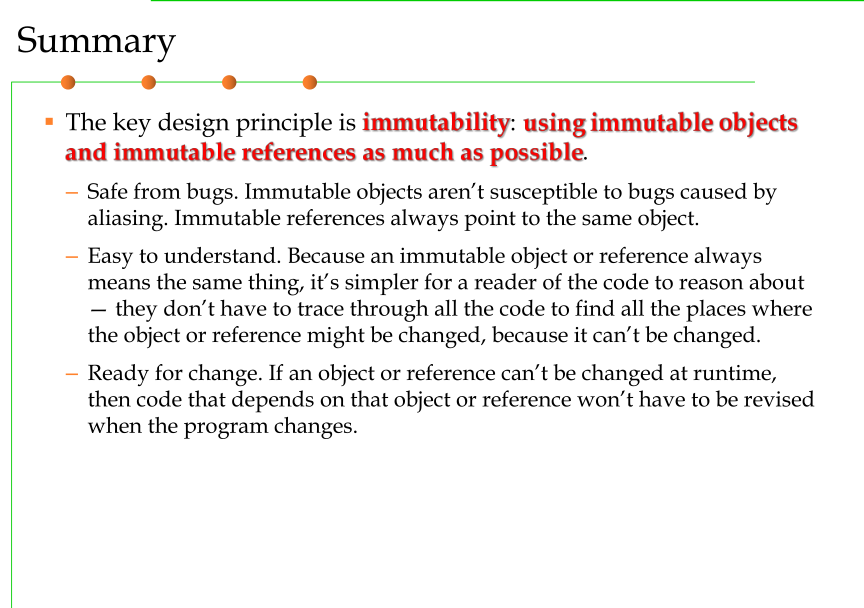 Summary
▪ The key design principle is immutability: using immutable objects
and immutable references as much as possible.
– Safe from bugs. Immutable objects aren’t susceptible to bugs caused by
aliasing. Immutable references always point to the same object.
– Easy to understand. Because an immutable object or reference always
means the same thing, it’s simpler for a reader of the code to reason about
— they don’t have to trace through all the code to find all the places where
the object or reference might be changed, because it can’t be changed.
– Ready for change. If an object or reference can’t be changed at runtime,
then code that depends on that object or reference won’t have to be revised
when the program changes.